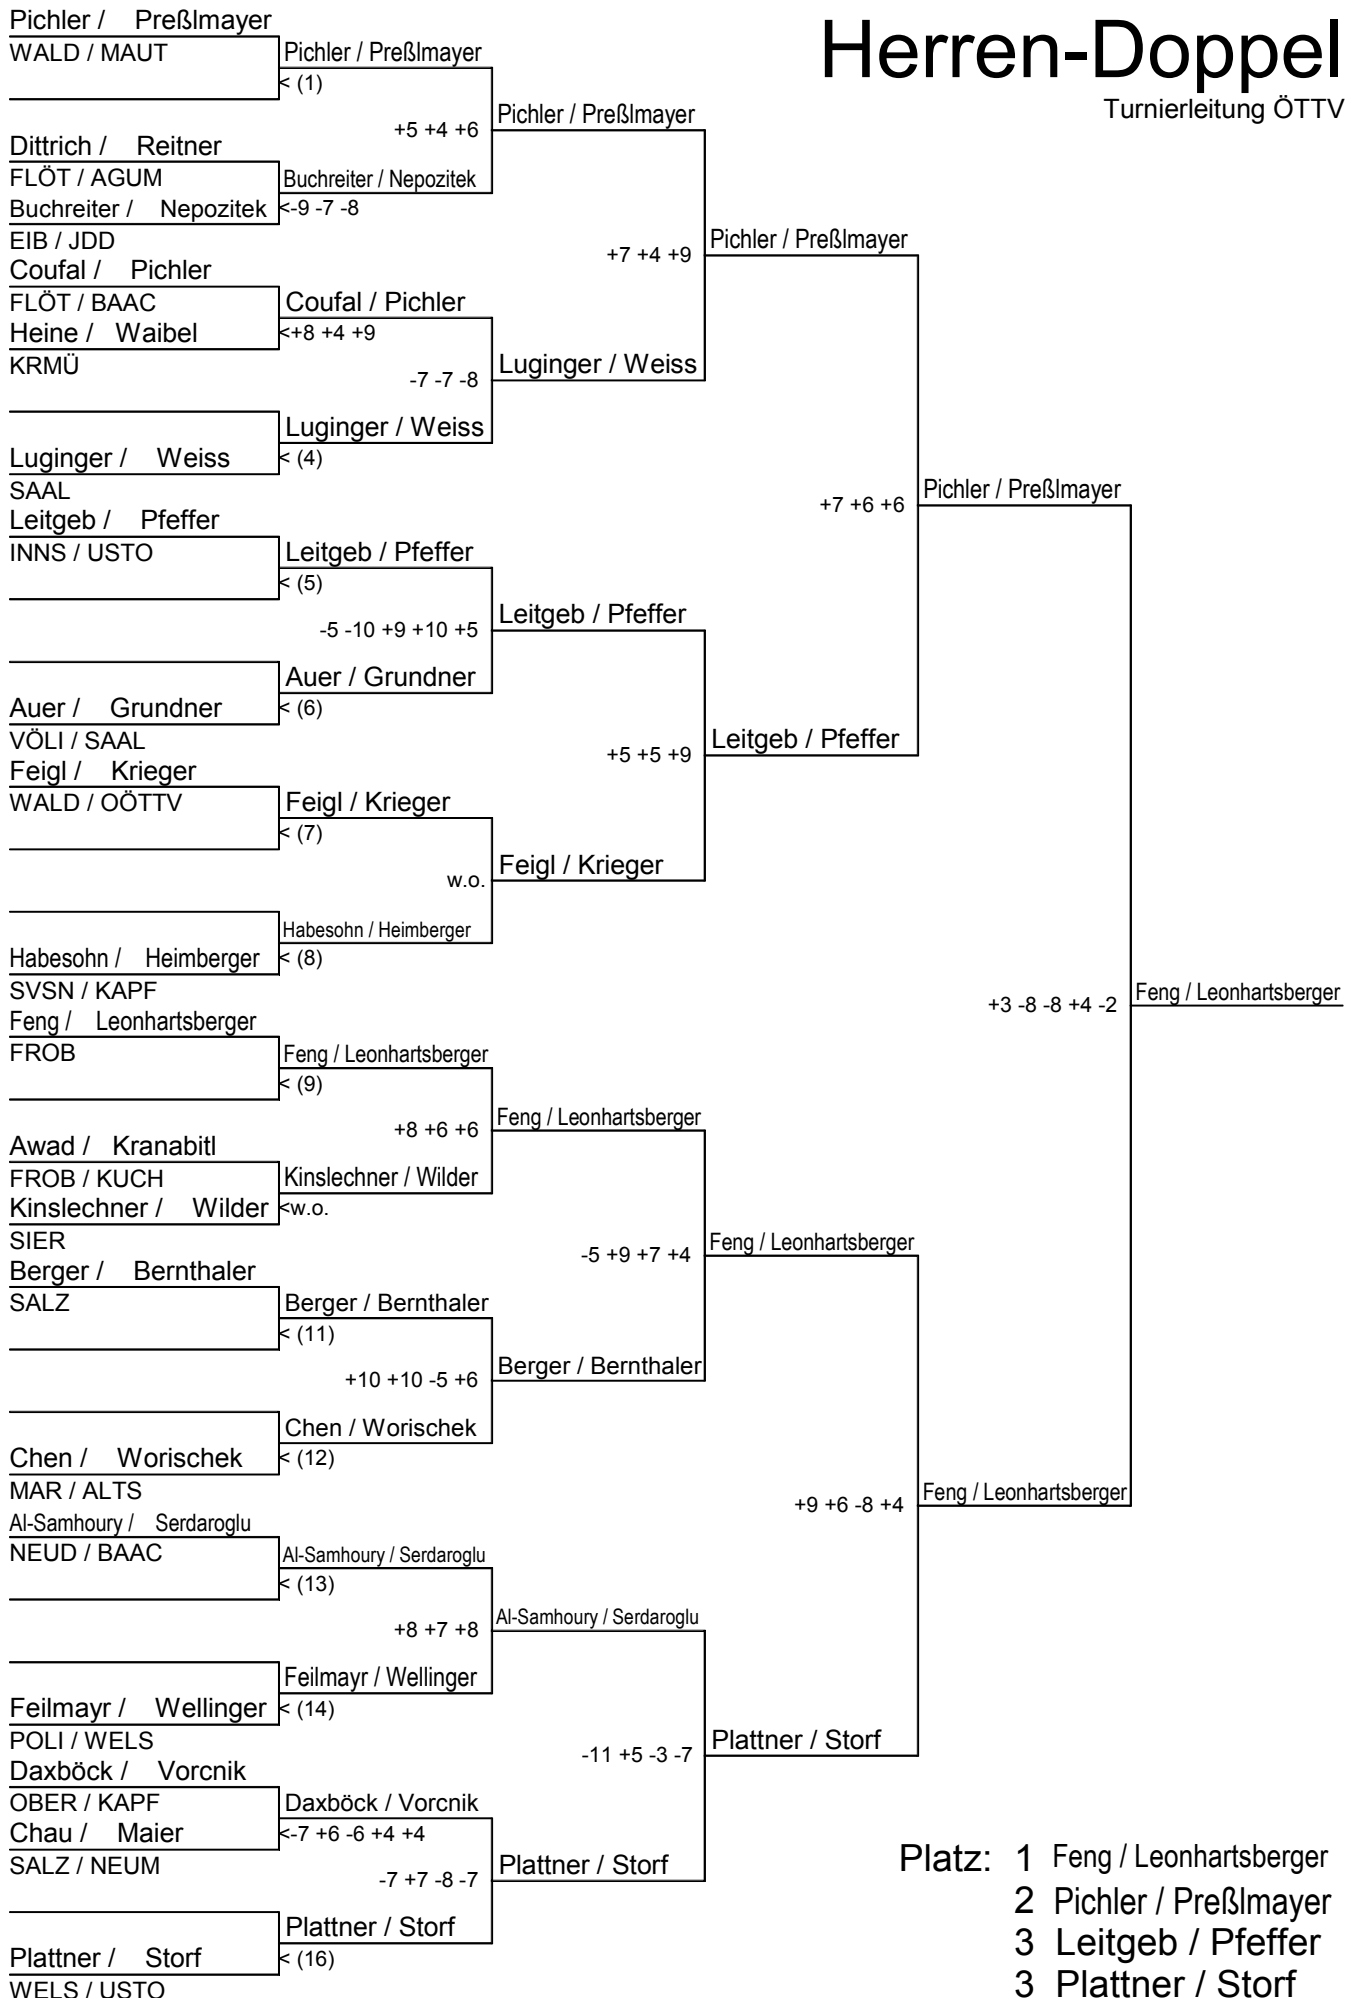 Herren-Doppel
Turnierleitung ÖTTV
Pichler / Preßlmayer
WALD / MAUT
Dittrich / Reitner
FLÖT / AGUM
Buchreiter / Nepozitek
EIB / JDD
Coufal / Pichler
FLÖT / BAAC
Heine / Waibel
KRMÜ
Luginger / Weiss
SAAL
Leitgeb / Pfeffer
INNS / USTO
Auer / Grundner
VÖLI / SAAL
Feigl / Krieger
WALD / OÖTTV
Habesohn / Heimberger
SVSN / KAPF
Feng / Leonhartsberger
FROB
Awad / Kranabitl
FROB / KUCH
Kinslechner / Wilder
SIER
Berger / Bernthaler
SALZ
Chen / Worischek
MAR / ALTS
Al-Samhoury / Serdaroglu
NEUD / BAAC
Feilmayr / Wellinger
POLI / WELS
Daxböck / Vorcnik
OBER / KAPF
Chau / Maier
SALZ / NEUM
Plattner / Storf
WELS / USTO
Pichler / Preßlmayer
< (1)
Buchreiter / Nepozitek
<-9 -7 -8
Coufal / Pichler
<+8 +4 +9
Luginger / Weiss
< (4)
Leitgeb / Pfeffer
< (5)
Auer / Grundner
< (6)
Feigl / Krieger
< (7)
Habesohn / Heimberger
< (8)
Feng / Leonhartsberger
< (9)
Kinslechner / Wilder
<w.o.
Berger / Bernthaler
< (11)
Chen / Worischek
< (12)
Al-Samhoury / Serdaroglu
< (13)
Feilmayr / Wellinger
< (14)
Daxböck / Vorcnik
<-7 +6 -6 +4 +4
Plattner / Storf
< (16)
Pichler / Preßlmayer
+5 +4 +6
Luginger / Weiss
-7 -7 -8
Leitgeb / Pfeffer
-5 -10 +9 +10 +5
Feigl / Krieger
w.o.
Feng / Leonhartsberger
+8 +6 +6
Berger / Bernthaler
+10 +10 -5 +6
Al-Samhoury / Serdaroglu
+8 +7 +8
Plattner / Storf
-7 +7 -8 -7
Pichler / Preßlmayer
+7 +4 +9
Leitgeb / Pfeffer
+5 +5 +9
Feng / Leonhartsberger
-5 +9 +7 +4
Plattner / Storf
-11 +5 -3 -7
Pichler / Preßlmayer
+7 +6 +6
Feng / Leonhartsberger
+9 +6 -8 +4
Feng / Leonhartsberger
+3 -8 -8 +4 -2
Platz: 1 Feng / Leonhartsberger
2 Pichler / Preßlmayer
3 Leitgeb / Pfeffer
3 Plattner / Storf